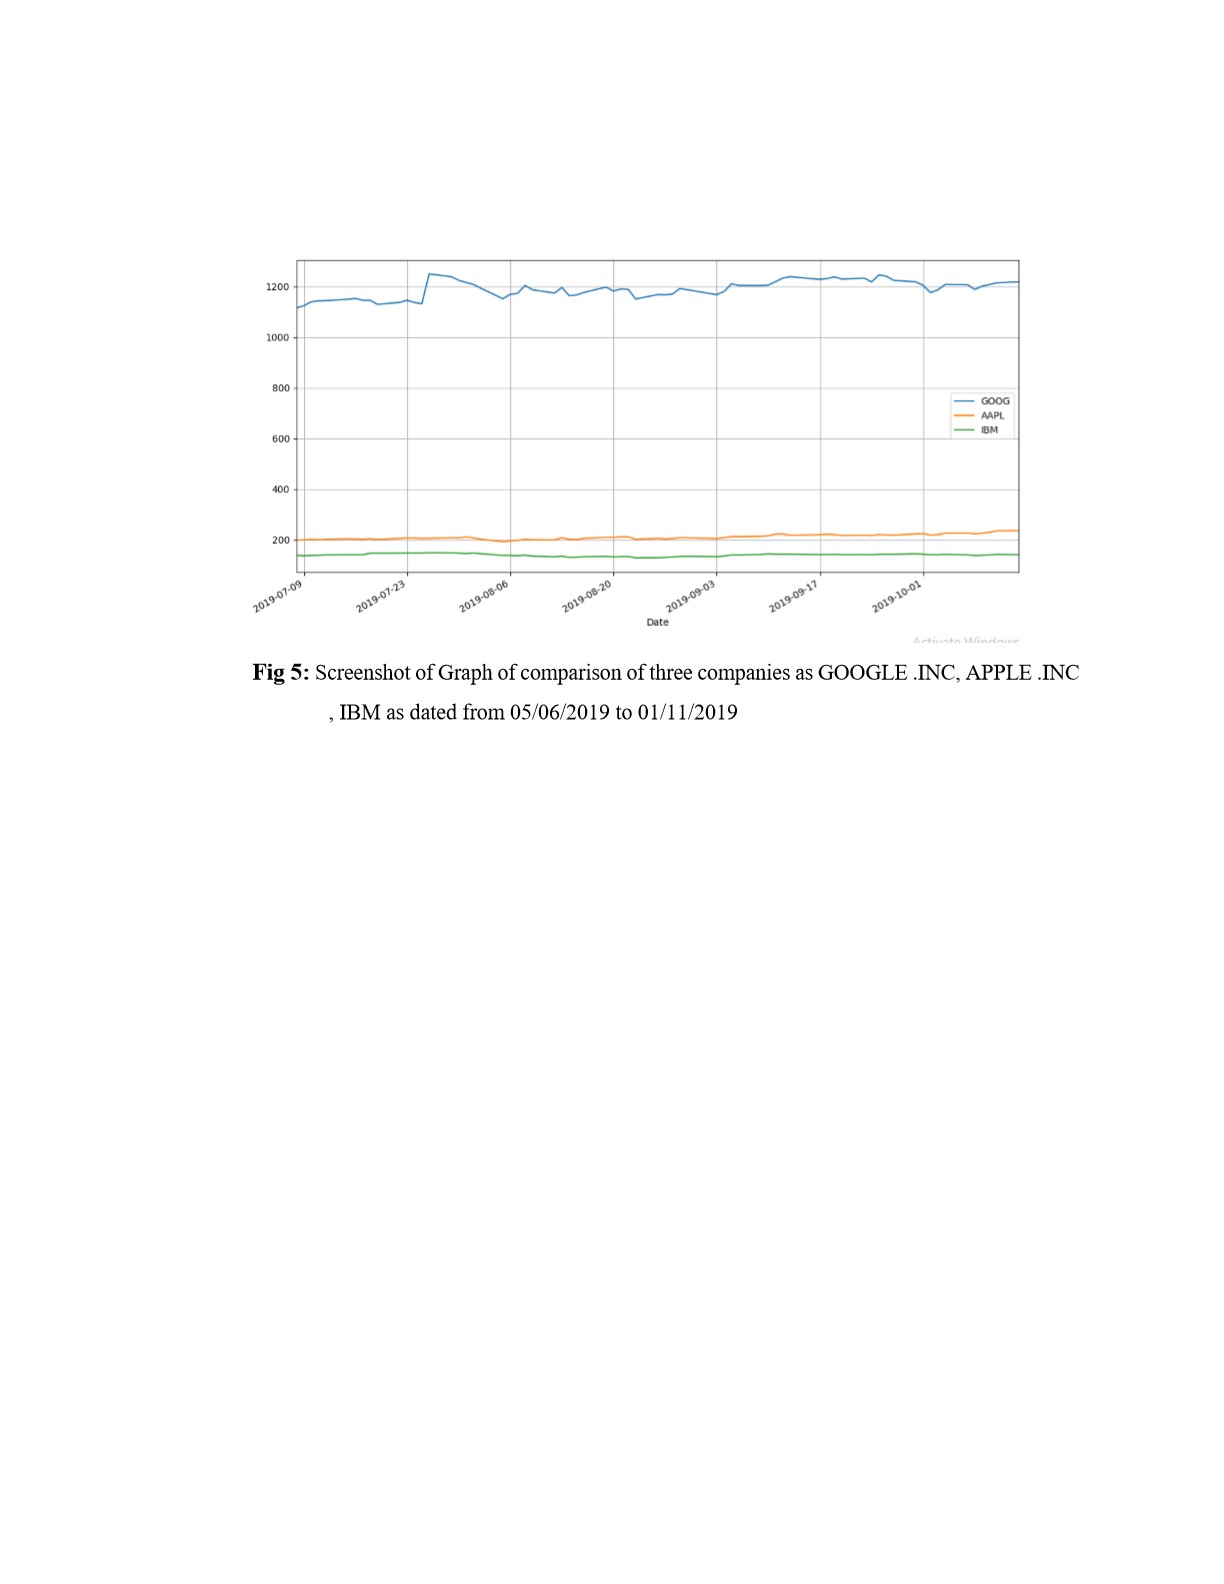 1200
1000
800
600
400
200
GOOG
AAPL
IBM
2019-07-09
2019-07-23
2019-08-06
2019-08-20
2019-09-03
2019-09-17
2019-10-01
Date
Activate Windows
Fig 5: Screenshot of Graph of comparison of three companies as GOOGLE .INC, APPLE .INC
, IBM as dated from 05/06/2019 to 01/11/2019